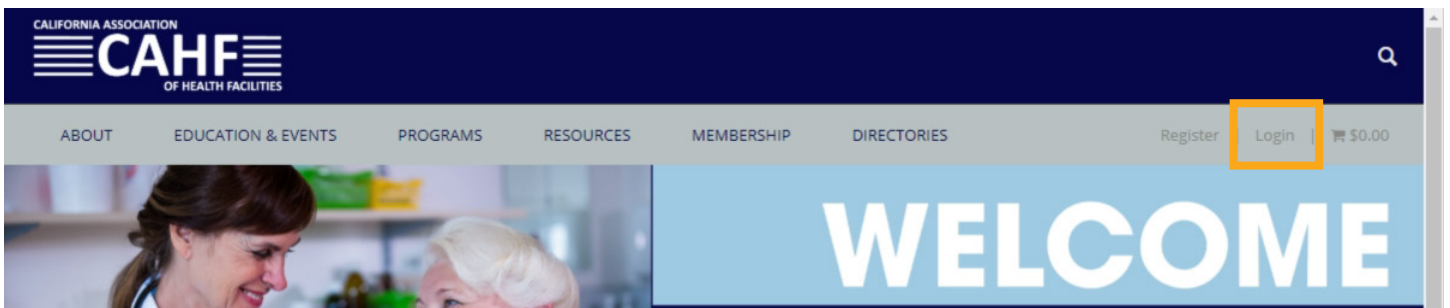 CALIFORNIA ASSOCIATION
CAHF
OF HEALTH FACILITIES
ABOUT EDUCATION & EVENTS PROGRAMS RESOURCES MEMBERSHIP DIRECTORIES Register | Login | $0.00
WELCOME